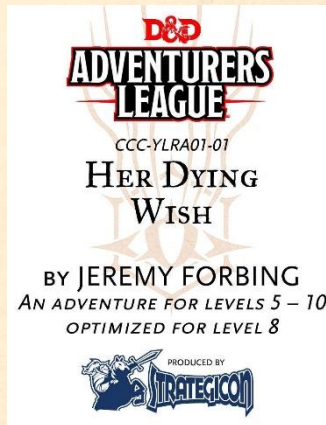 D&D
ADVENTURERS
LEAGUE
CCC-YLRA01-01
HER DYING
WISH
BY JEREMY FORBING
AN ADVENTURE FOR LEVELS 5 – 10
OPTIMIZED FOR LEVEL 8
PRODUCED BY
STRATEGICON